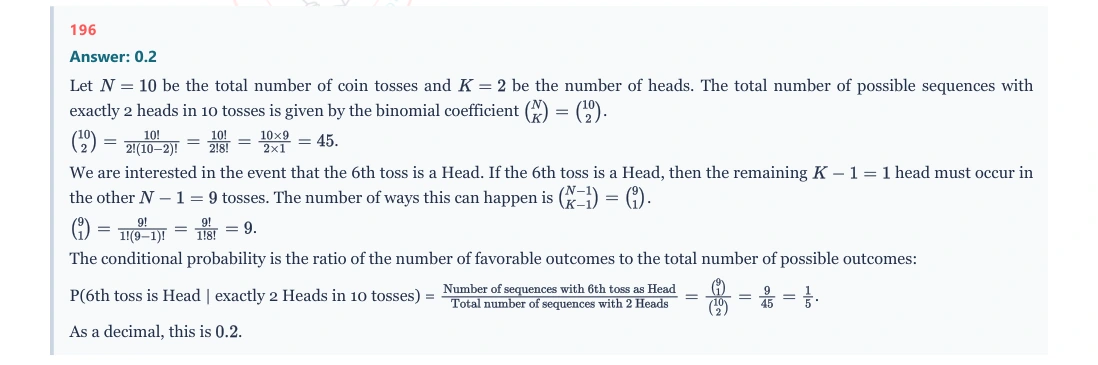 196
Answer: 0.2
Let N = 10 be the total number of coin tosses and K = 2 be the number of heads. The total number of possible sequences with
exactly 2 heads in 10 tosses is given by the binomial coefficient (N K) = (10 2).
(10 2) = 10!/2!(10−2)! = 10!/2!8! = 10×9/2×1 = 45.
We are interested in the event that the 6th toss is a Head. If the 6th toss is a Head, then the remaining K − 1 = 1 head must occur in
the other N − 1 = 9 tosses. The number of ways this can happen is (N−1 K−1) = (9 1).
(9 1) = 9!/1!(9−1)! = 9!/1!8! = 9.
The conditional probability is the ratio of the number of favorable outcomes to the total number of possible outcomes:
P(6th toss is Head | exactly 2 Heads in 10 tosses) = Number of sequences with 6th toss as Head/Total number of sequences with 2 Heads = (9 1)/(10 2) = 9/45 = 1/5.
As a decimal, this is 0.2.